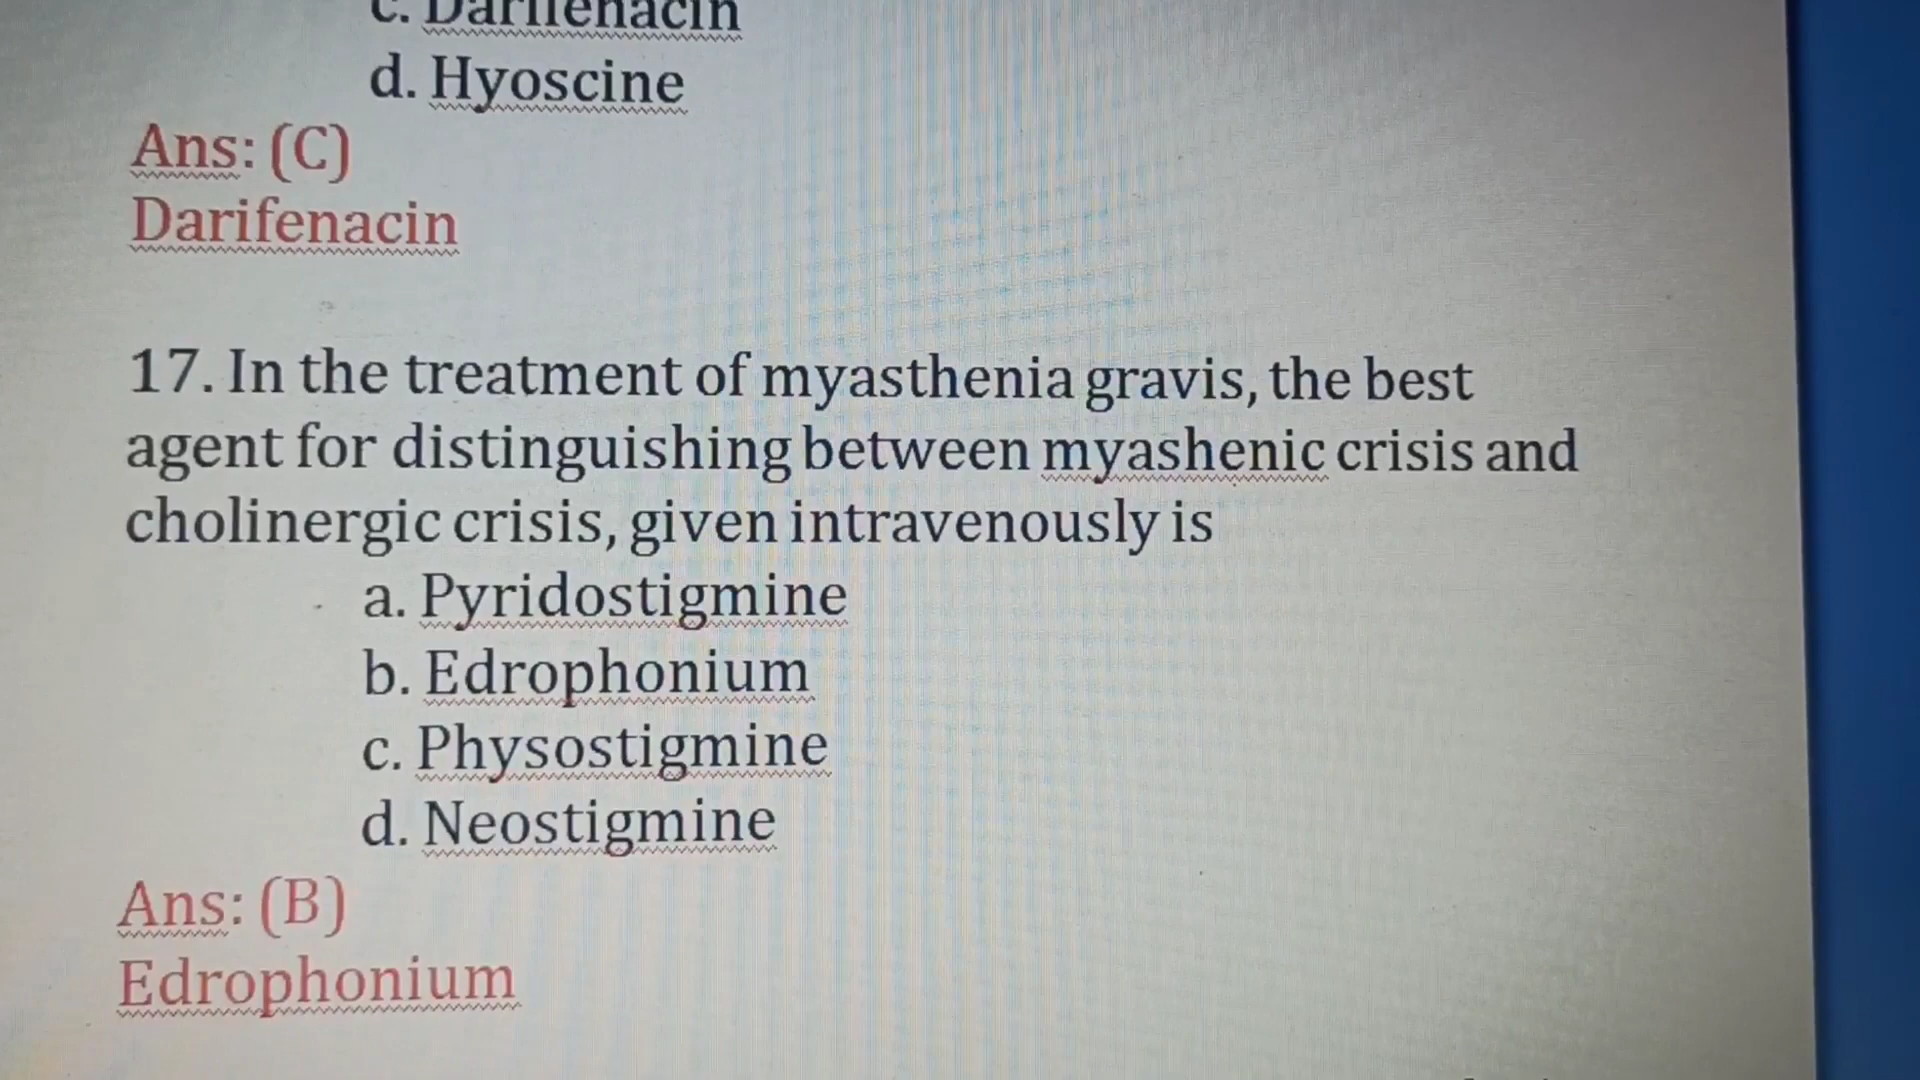 c. Darifenacin
d. Hyoscine
Ans: (C)
Darifenacin
17. In the treatment of myasthenia gravis, the best
agent for distinguishing between myashenic crisis and
cholinergic crisis, given intravenously is
a. Pyridostigmine
b. Edrophonium
c. Physostigmine
d. Neostigmine
Ans: (B)
Edrophonium